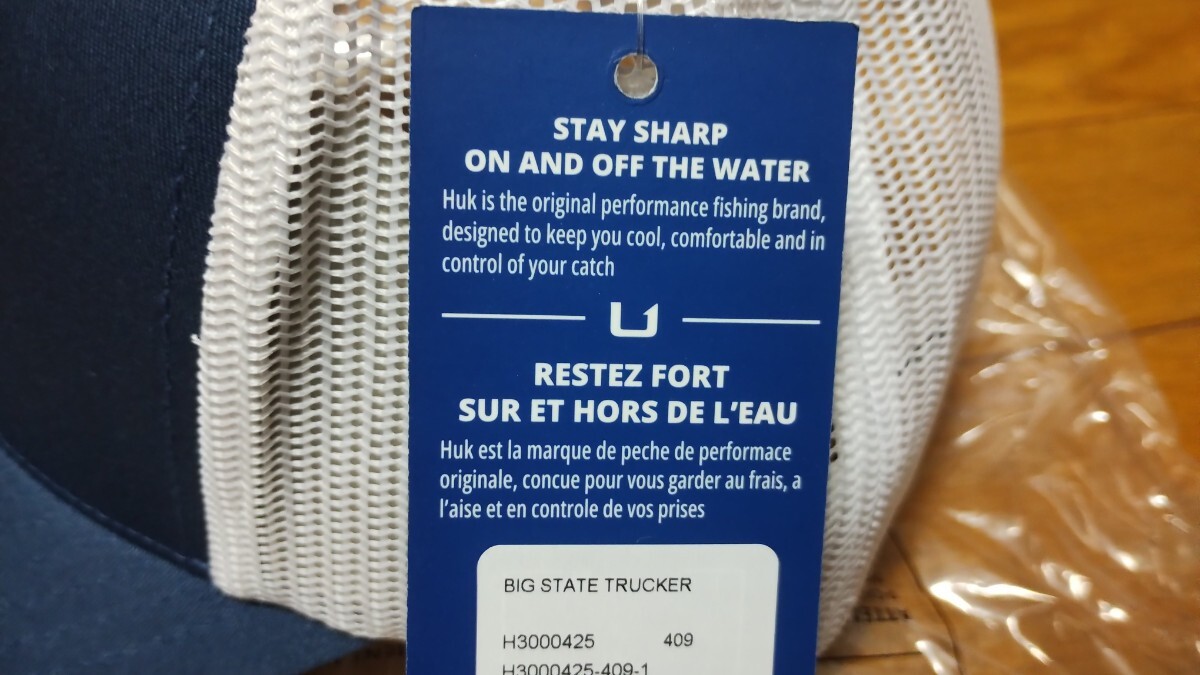 STAY SHARP
ON AND OFF THE WATER
Huk is the original performance fishing brand,
designed to keep you cool, comfortable and in
control of your catch
RESTEZ FORT
SUR ET HORS DE L'EAU
Huk est la marque de peche de performace
originale, concue pour vous garder au frais, a
l'aise et en controle de vos prises
BIG STATE TRUCKER
H3000425 409
H3000425-409-1